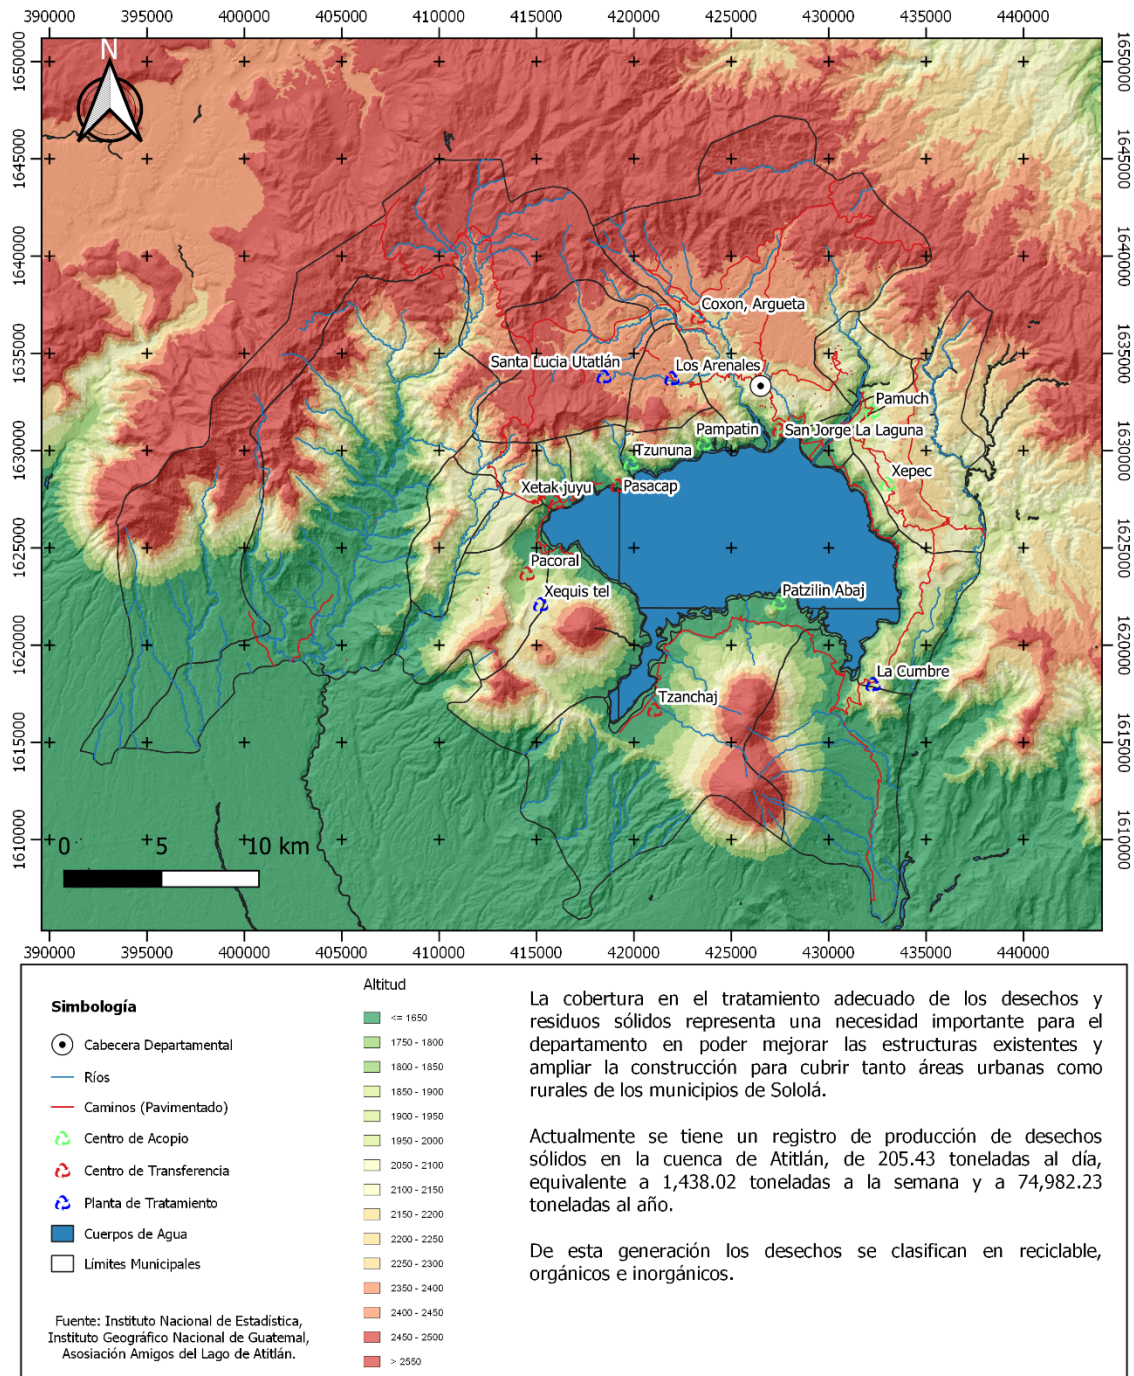 390000 395000 400000 405000 410000 415000 420000 425000 430000 435000 440000
1650000
1650000
N
1645000
1645000
1640000
1640000
Coxon, Argueta
1635000
1635000
Santa Lucia Utatlán
Los Arenales
Pamuch
1630000
1630000
Pampatin
San Jorge La Laguna
Tzununa
Xepec
Xetak juyu
Pasacap
1625000
1625000
Pacoral
Xequis tel
Patzilin Abaj
1620000
1620000
La Cumbre
Tzanchaj
1615000
1615000
1610000
1610000
0 5 10 km
390000 395000 400000 405000 410000 415000 420000 425000 430000 435000 440000
Simbología
Cabecera Departamental
Ríos
Caminos (Pavimentado)
Centro de Acopio
Centro de Transferencia
Planta de Tratamiento
Cuerpos de Agua
Límites Municipales
Fuente: Instituto Nacional de Estadística,
Instituto Geográfico Nacional de Guatemal,
Asosiación Amigos del Lago de Atitlán.
Altitud
<= 1650
1750 - 1800
1800 - 1850
1850 - 1900
1900 - 1950
1950 - 2000
2050 - 2100
2100 - 2150
2150 - 2200
2200 - 2250
2250 - 2300
2350 - 2400
2400 - 2450
2450 - 2500
> 2550
La cobertura en el tratamiento adecuado de los desechos y
residuos sólidos representa una necesidad importante para el
departamento en poder mejorar las estructuras existentes y
ampliar la construcción para cubrir tanto áreas urbanas como
rurales de los municipios de Sololá.
Actualmente se tiene un registro de producción de desechos
sólidos en la cuenca de Atitlán, de 205.43 toneladas al día,
equivalente a 1,438.02 toneladas a la semana y a 74,982.23
toneladas al año.
De esta generación los desechos se clasifican en reciclable,
orgánicos e inorgánicos.